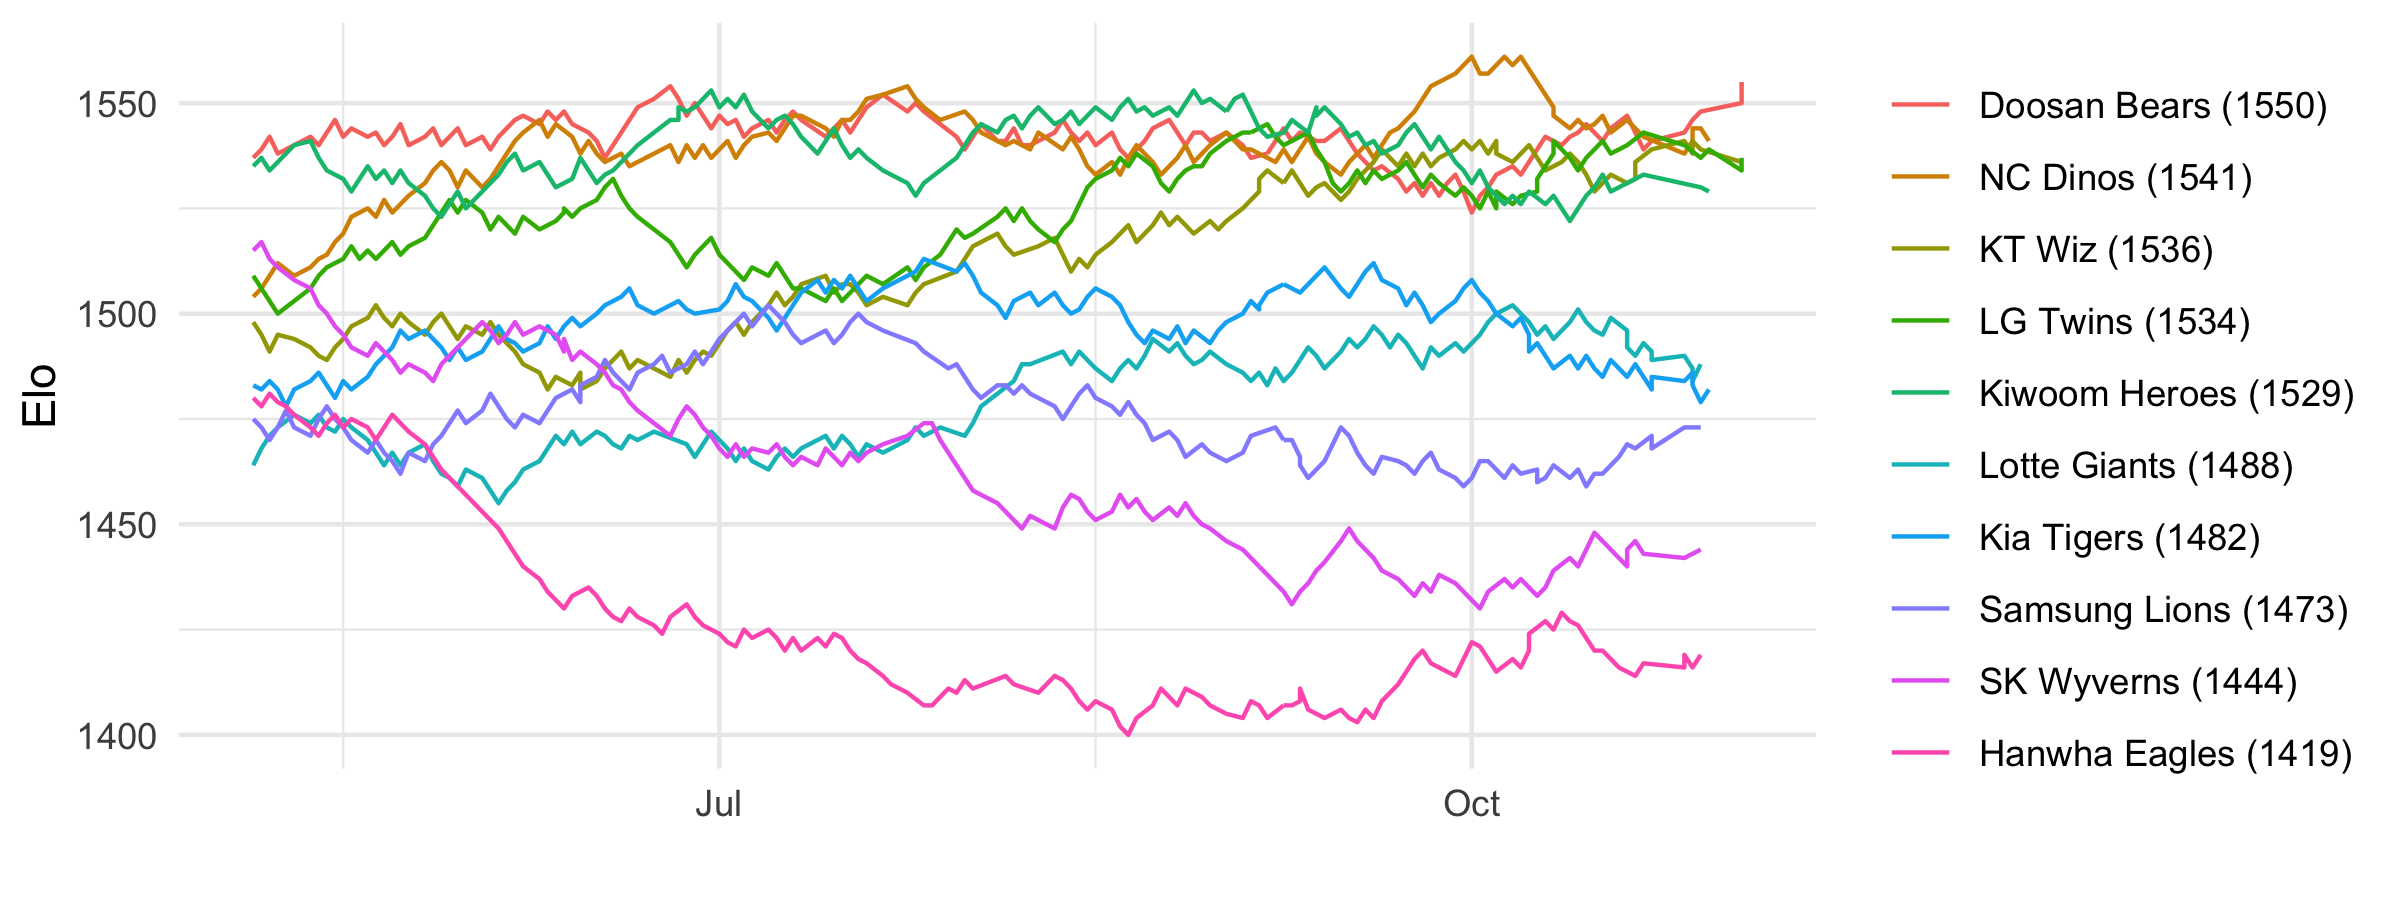 Elo
1550
1500
1450
1400
Jul
Oct
Doosan Bears (1550)
NC Dinos (1541)
KT Wiz (1536)
LG Twins (1534)
Kiwoom Heroes (1529)
Lotte Giants (1488)
Kia Tigers (1482)
Samsung Lions (1473)
SK Wyverns (1444)
Hanwha Eagles (1419)